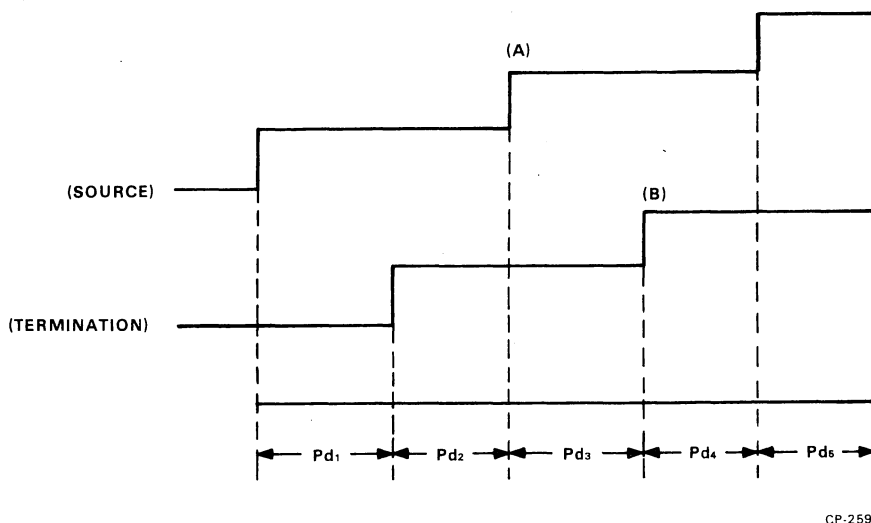 (A)
(SOURCE)
(B)
(TERMINATION)
Pd₁ Pd₂ Pd₃ Pd₄ Pd₅
CP-259